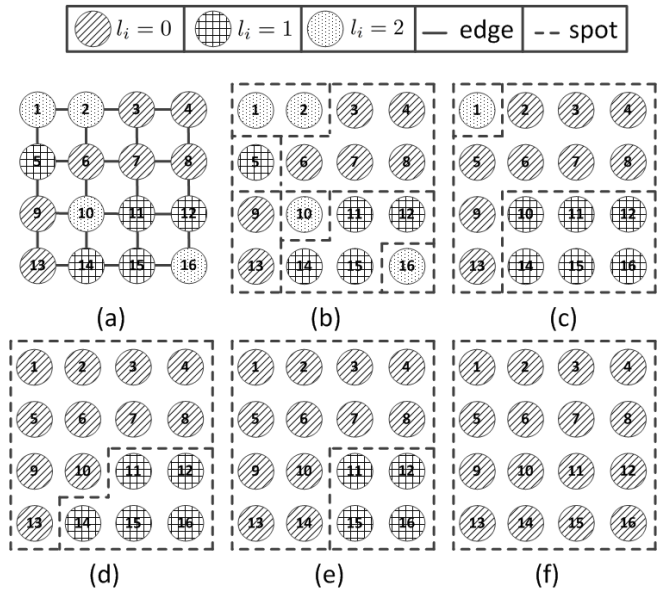 l_i = 0 l_i = 1 l_i = 2 edge spot
1 2 3 4 1 2 3 4 1 2 3 4
5 6 7 8 5 6 7 8 5 6 7 8
9 10 11 12 9 10 11 12 9 10 11 12
13 14 15 16 13 14 15 16 13 14 15 16
(a) (b) (c)
1 2 3 4 1 2 3 4 1 2 3 4
5 6 7 8 5 6 7 8 5 6 7 8
9 10 11 12 9 10 11 12 9 10 11 12
13 14 15 16 13 14 15 16 13 14 15 16
(d) (e) (f)